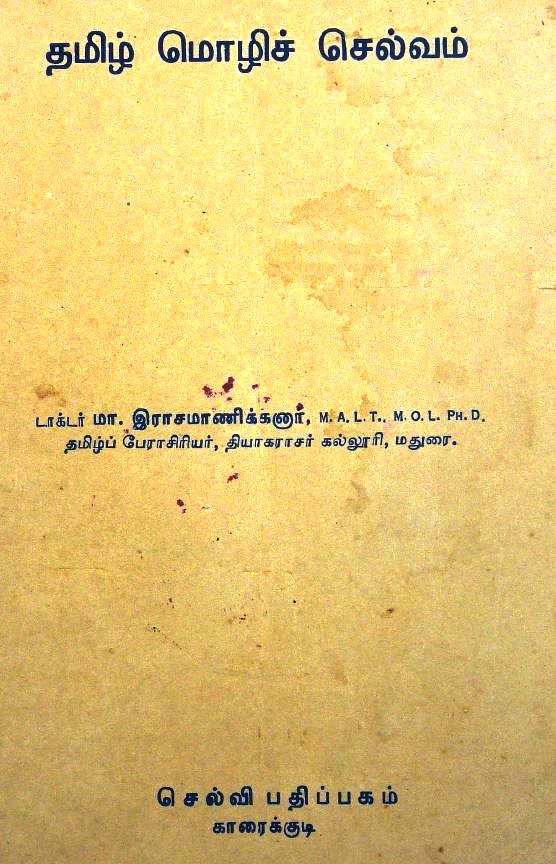 தமிழ் மொழிச் செல்வம்
டாக்டர் மா. இராசமாணிக்கனார், M. A. L. T., M. O. L. PH. D.
தமிழ்ப் பேராசிரியர், தியாகராசர் கல்லூரி, மதுரை.
செல்வி பதிப்பகம்
காரைக்குடி